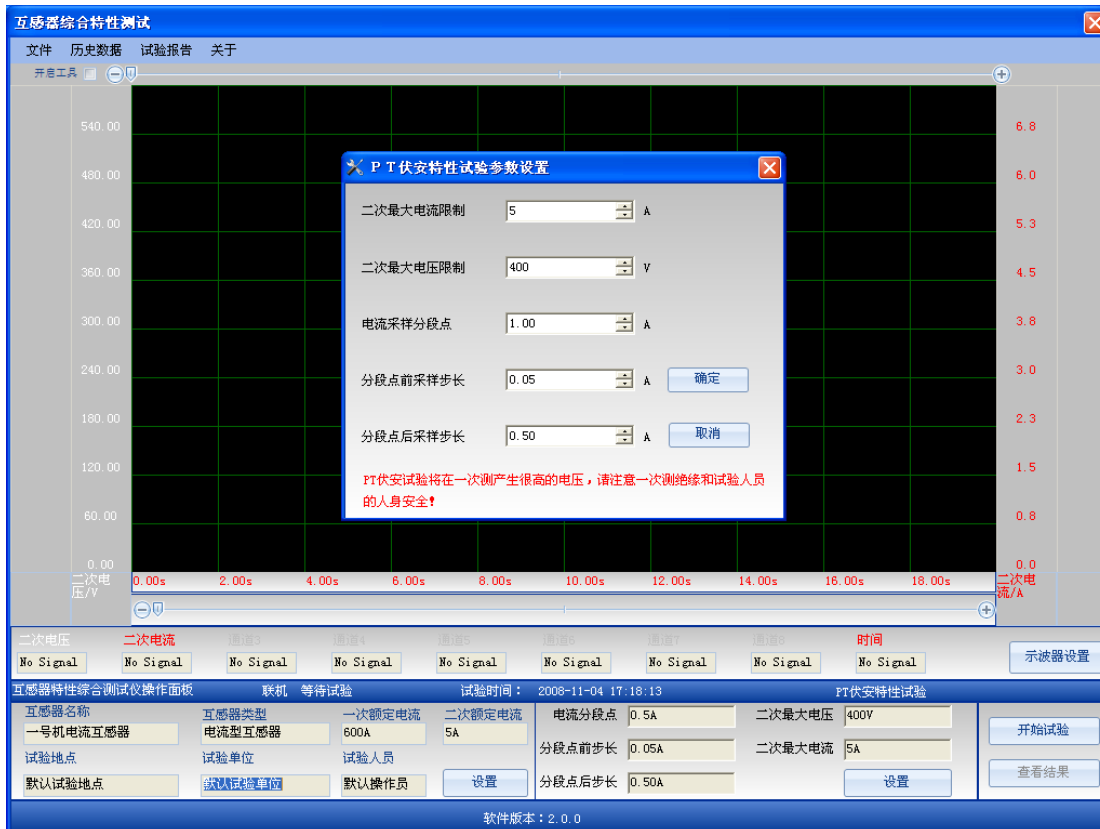 互感器综合特性测试
文件 历史数据 试验报告 关于
开启工具
540.00 6.8
480.00 6.0
420.00 5.3
360.00 4.5
300.00 3.8
240.00 3.0
180.00 2.3
120.00 1.5
60.00 0.8
0.00 0.0
PT伏安特性试验参数设置
二次最大电流限制 5 A
二次最大电压限制 400 V
电流采样分段点 1.00 A
分段点前采样步长 0.05 A 确定
分段点后采样步长 0.50 A 取消
PT伏安试验将在一次测产生很高的电压，请注意一次测绝缘和试验人员
的人身安全！
二次电 0.00s 2.00s 4.00s 6.00s 8.00s 10.00s 12.00s 14.00s 16.00s 18.00s 二次电
压/V 流/A
二次电压 二次电流 通道3 通道4 通道5 通道6 通道7 通道8 时间
No Signal No Signal No Signal No Signal No Signal No Signal No Signal No Signal No Signal 示波器设置
互感器特性综合测试仪操作面板 联机 等待试验 试验时间： 2008-11-04 17:18:13 PT伏安特性试验
互感器名称 互感器类型 一次额定电流 二次额定电流 电流分段点 0.5A 二次最大电压 400V
一号机电流互感器 电流型互感器 600A 5A 开始试验
试验地点 试验单位 试验人员 分段点前步长 0.05A 二次最大电流 5A
默认试验地点 默认试验单位 默认操作员 设置 分段点后步长 0.50A 设置 查看结果
软件版本：2.0.0